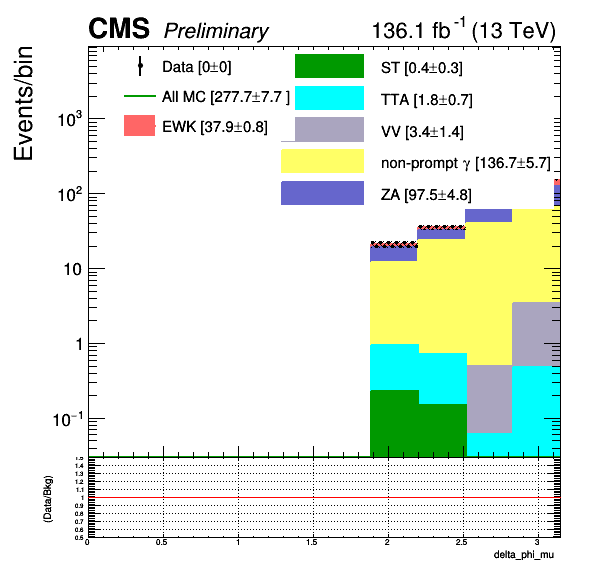 CMS Preliminary 136.1 fb⁻¹ (13 TeV)
Events/bin
Data [0±0]
All MC [277.7±7.7 ]
EWK [37.9±0.8]
ST [0.4±0.3]
TTA [1.8±0.7]
VV [3.4±1.4]
non-prompt γ [136.7±5.7]
ZA [97.5±4.8]
10³
10²
10
1
10⁻¹
(Data/Bkg)
1.5
1.4
1.3
1.2
1.1
1
0.9
0.8
0.7
0.6
0.5
0 0.5 1 1.5 2 2.5 3
delta_phi_mu